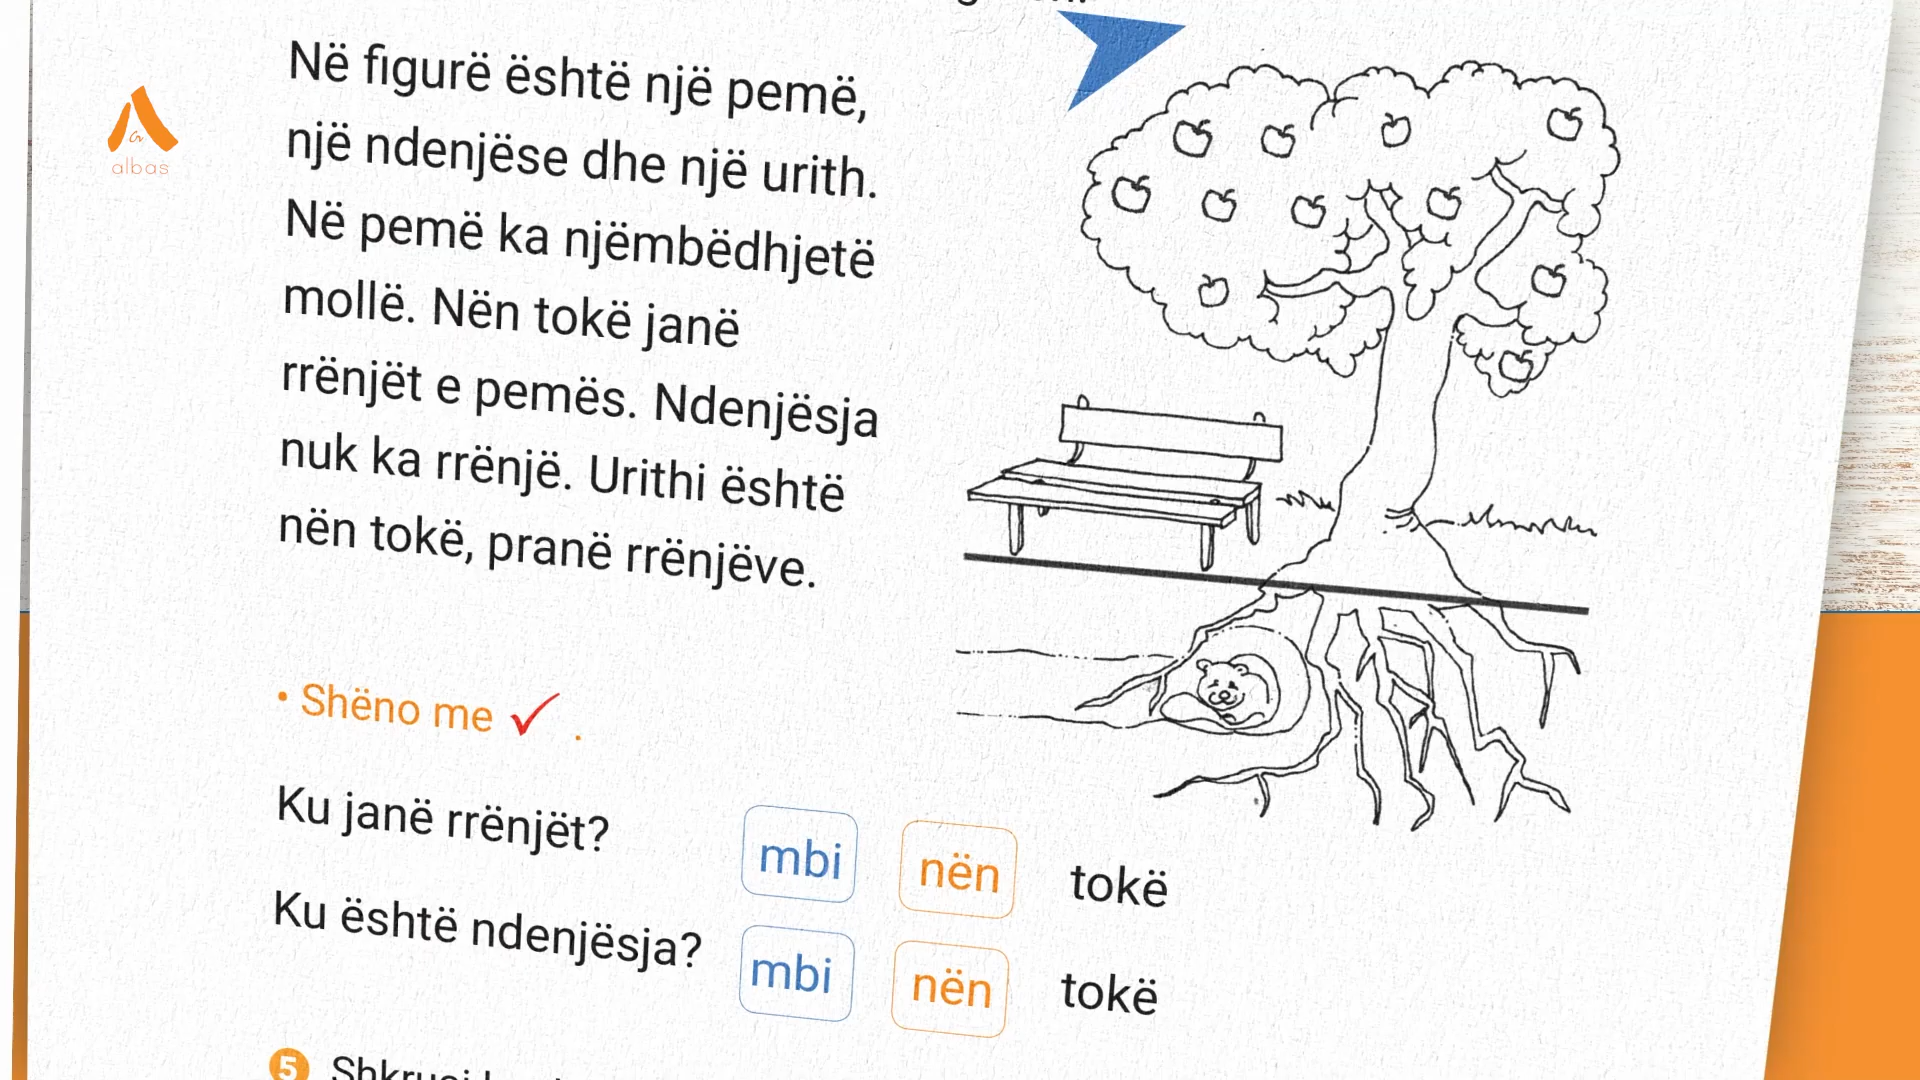 albas
Në figurë është një pemë,
një ndenjëse dhe një urith.
Në pemë ka njëmbëdhjetë
mollë. Nën tokë janë
rrënjët e pemës. Ndenjësja
nuk ka rrënjë. Urithi është
nën tokë, pranë rrënjëve.
• Shëno me ✓ .
Ku janë rrënjët? mbi nën tokë
Ku është ndenjësja? mbi nën tokë
5